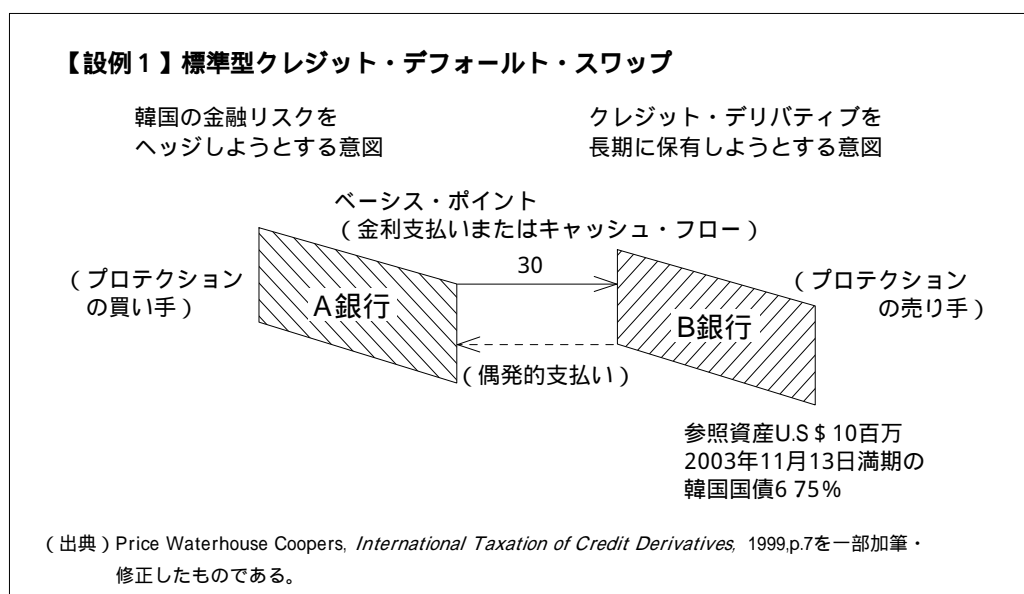 【設例１】標準型クレジット・デフォールト・スワップ
韓国の金融リスクを
ヘッジしようとする意図
クレジット・デリバティブを
長期に保有しようとする意図
ベーシス・ポイント
（金利支払いまたはキャッシュ・フロー）
30
（プロテクション
の買い手）
A銀行
B銀行
（プロテクション
の売り手）
（偶発的支払い）
参照資産U.S＄10百万
2003年11月13日満期の
韓国国債6 75％
（出典）Price Waterhouse Coopers, International Taxation of Credit Derivatives, 1999,p.7を一部加筆・
修正したものである。